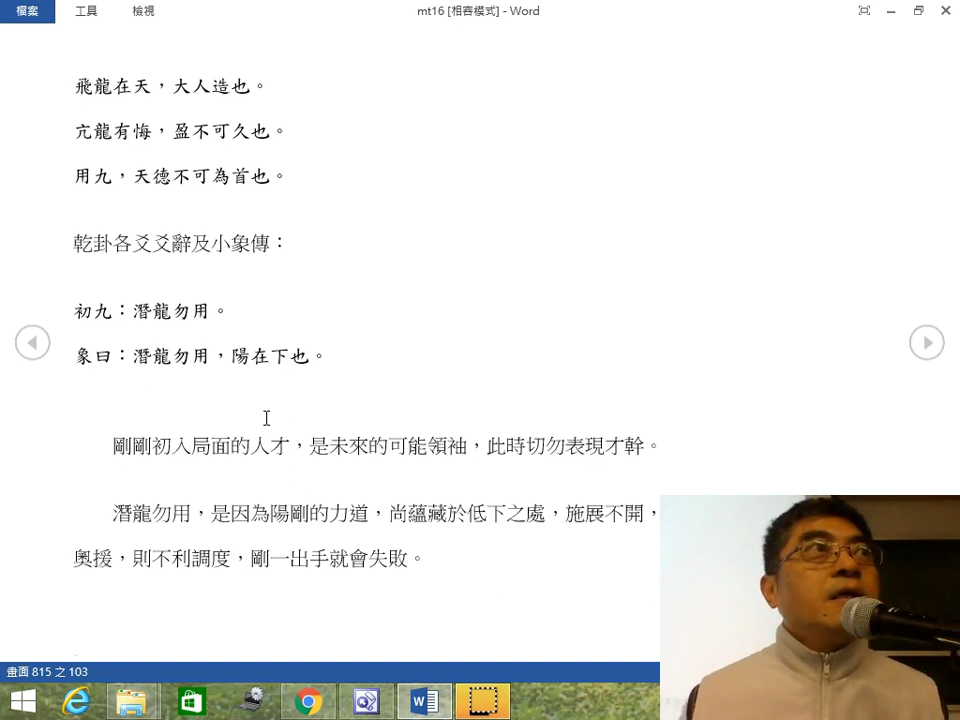 檔案 工具 檢視 mt16 [相容模式] - Word
飛龍在天，大人造也。
亢龍有悔，盈不可久也。
用九，天德不可為首也。
乾卦各爻爻辭及小象傳：
初九：潛龍勿用。
象曰：潛龍勿用，陽在下也。
剛剛初入局面的人才，是未來的可能領袖，此時切勿表現才幹。
潛龍勿用，是因為陽剛的力道，尚蘊藏於低下之處，施展不開，
奧援，則不利調度，剛一出手就會失敗。
畫面 815 之 103